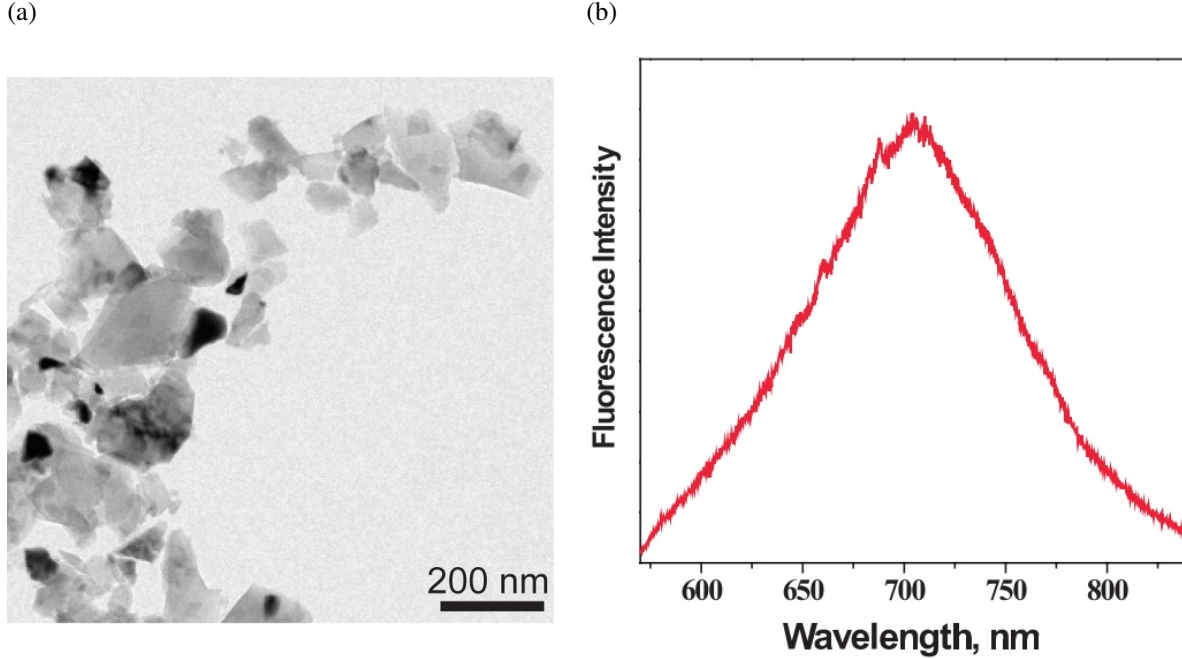 (a)
(b)
200 nm
Fluorescence Intensity
600 650 700 750 800
Wavelength, nm